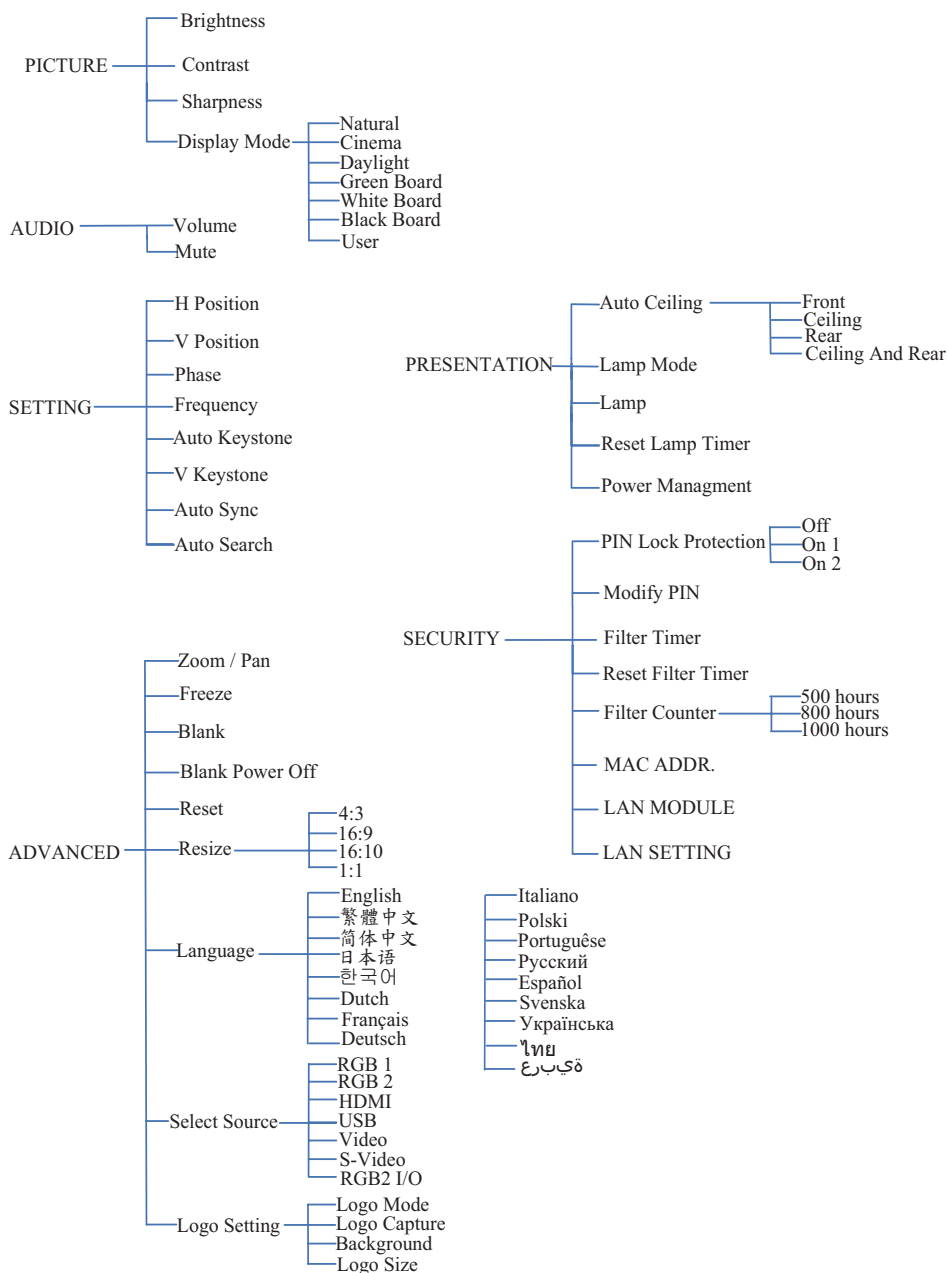 PICTURE
Brightness
Contrast
Sharpness
Display Mode
Natural
Cinema
Daylight
Green Board
White Board
Black Board
User
AUDIO
Volume
Mute
SETTING
H Position
V Position
Phase
Frequency
Auto Keystone
V Keystone
Auto Sync
Auto Search
PRESENTATION
Auto Ceiling
Front
Ceiling
Rear
Ceiling And Rear
Lamp Mode
Lamp
Reset Lamp Timer
Power Managment
SECURITY
PIN Lock Protection
Off
On 1
On 2
Modify PIN
Filter Timer
Reset Filter Timer
Filter Counter
500 hours
800 hours
1000 hours
MAC ADDR.
LAN MODULE
LAN SETTING
ADVANCED
Zoom / Pan
Freeze
Blank
Blank Power Off
Reset
Resize
4:3
16:9
16:10
1:1
Language
English
繁體中文
简体中文
日本语
한국어
Dutch
Français
Deutsch
Italiano
Polski
Portuguêse
Русский
Español
Svenska
Українська
ไทย
ةيبرع
Select Source
RGB 1
RGB 2
HDMI
USB
Video
S-Video
RGB2 I/O
Logo Setting
Logo Mode
Logo Capture
Background
Logo Size